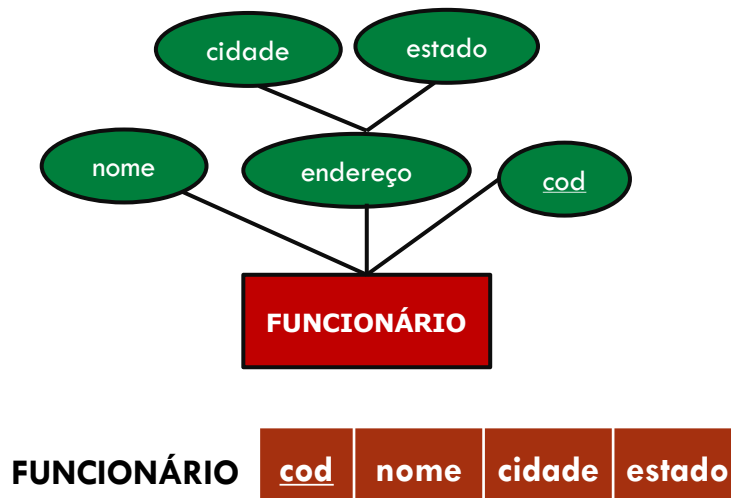 cidade
estado
nome
endereço
cod
FUNCIONÁRIO
FUNCIONÁRIO cod nome cidade estado